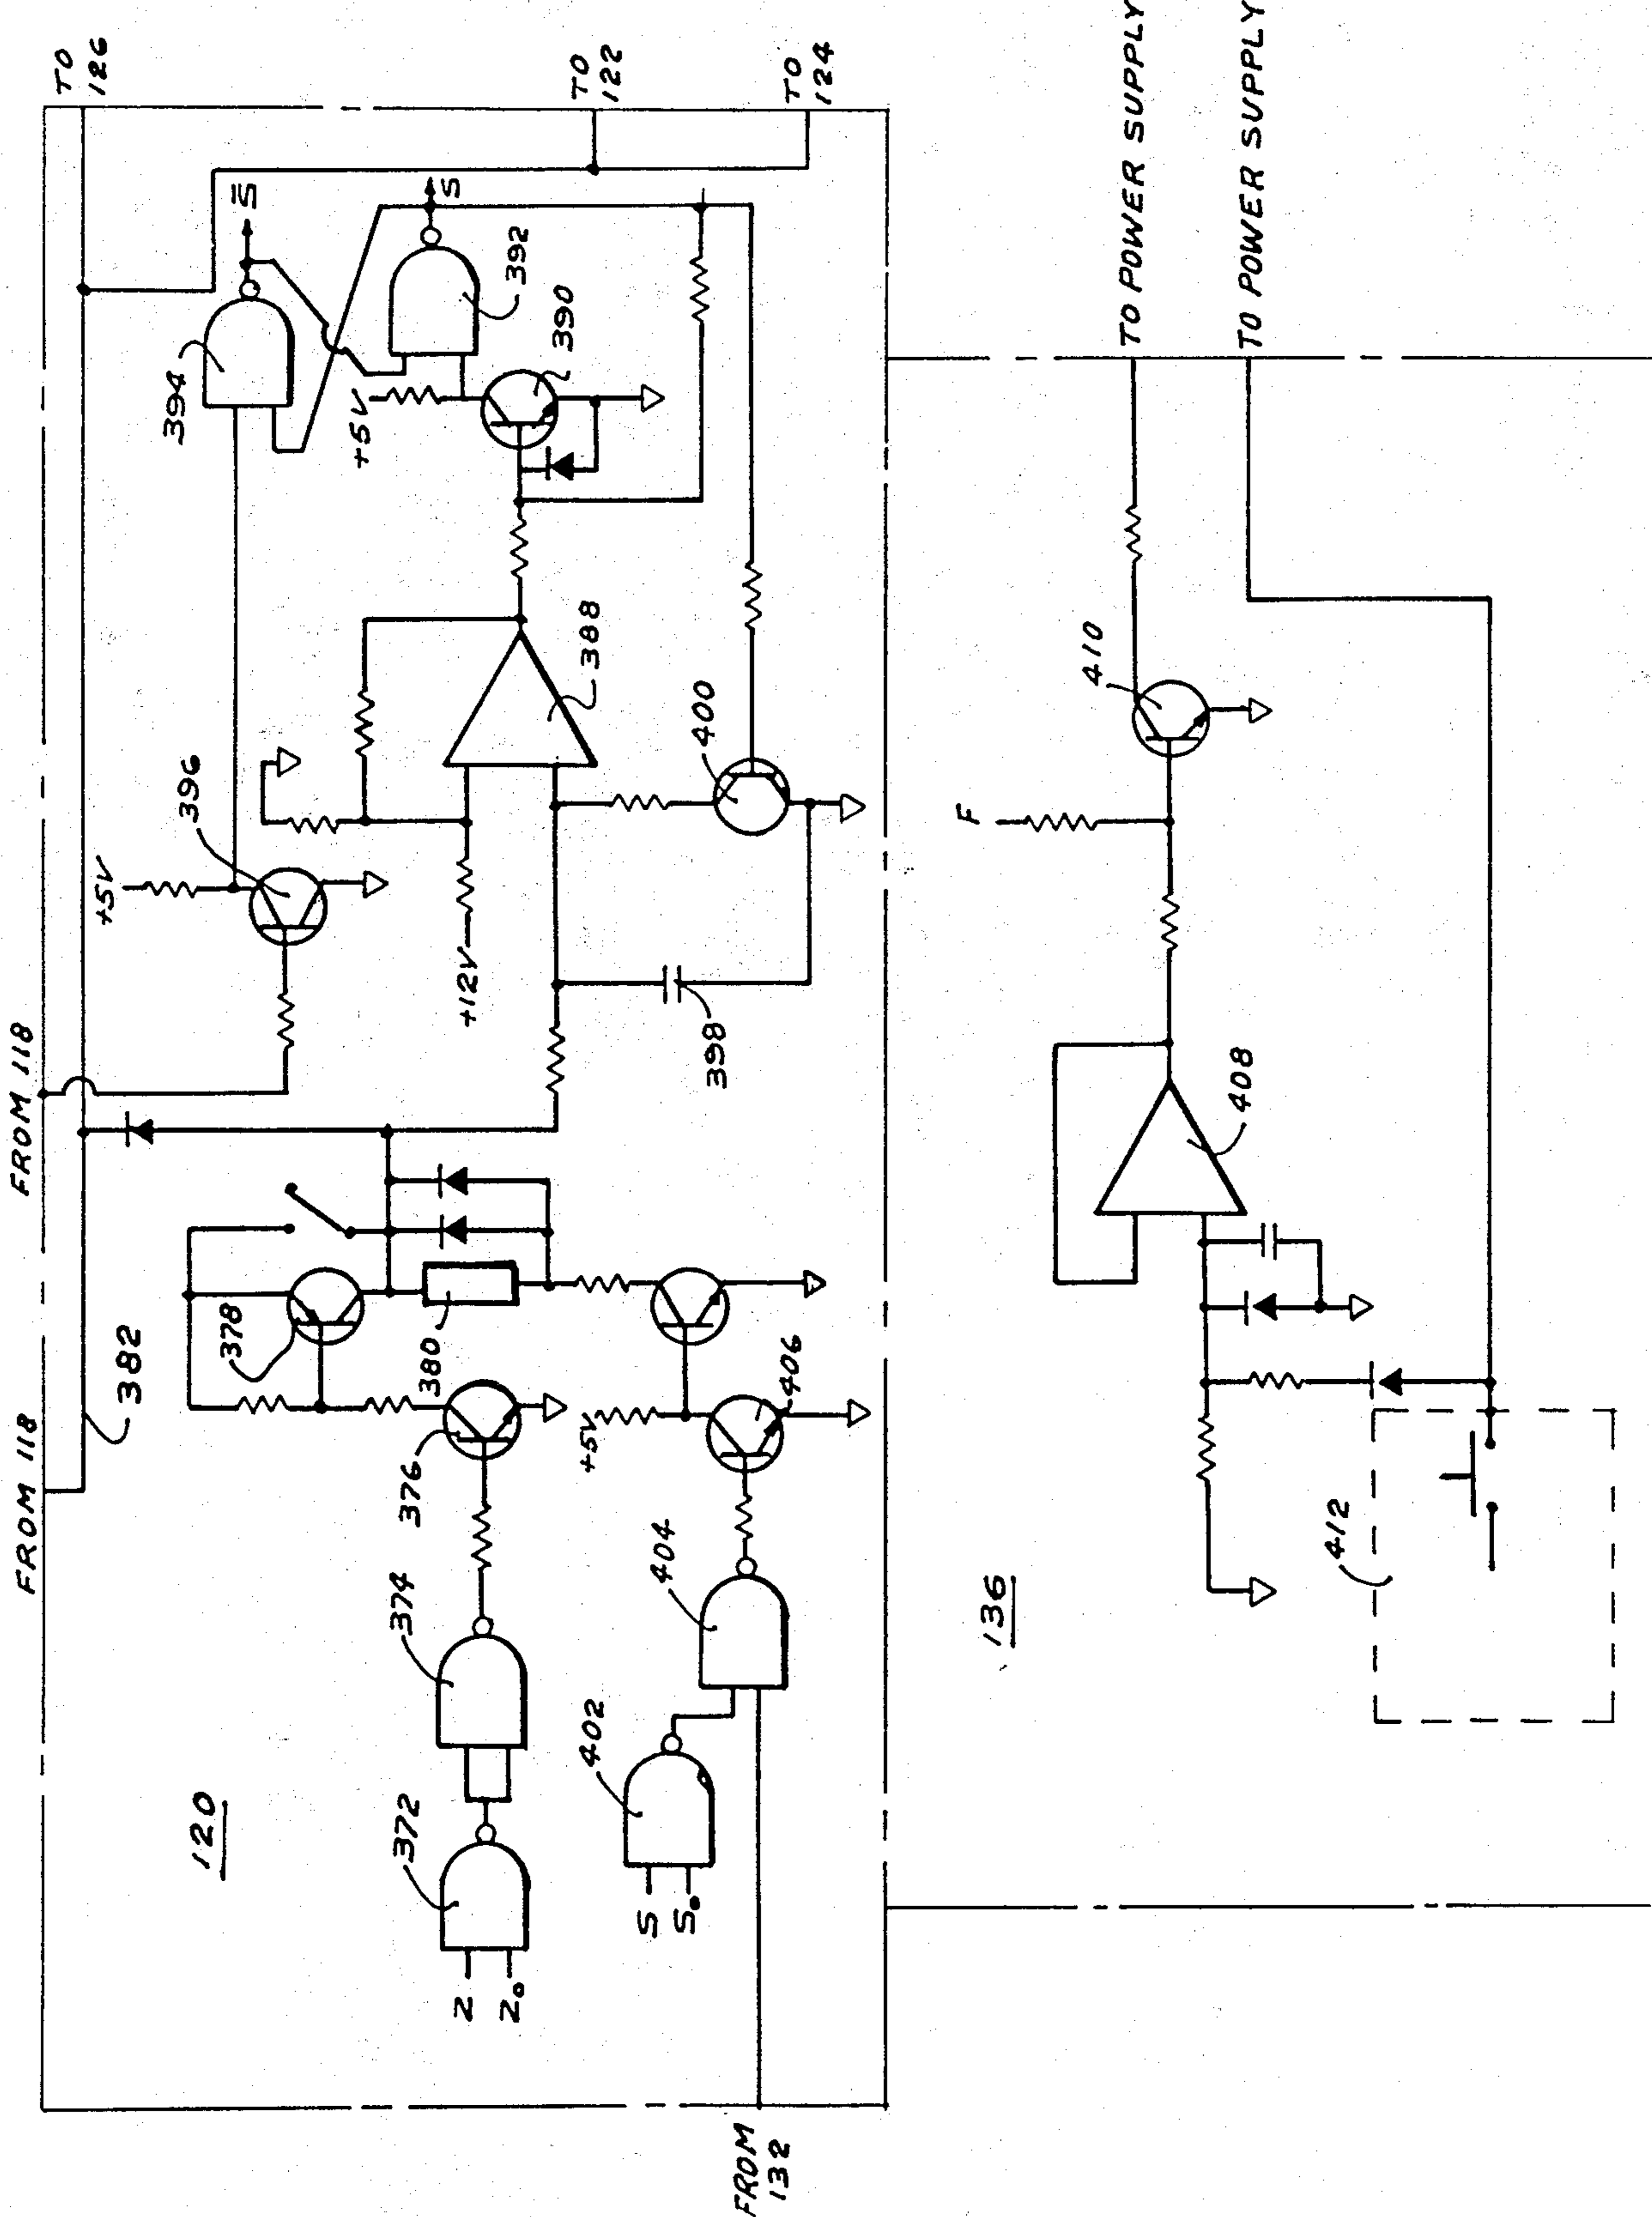 TO
126
TO
122
TO
124
S̅
S
394
392
390
+5V
396
+5V
388
+12V
400
398
FROM 118
FROM 118
382
378
380
376
+5V
406
374
404
372
402
120
Z
Z₀
S
S₀
FROM
132
TO POWER SUPPLY
TO POWER SUPPLY
410
F
408
412
136